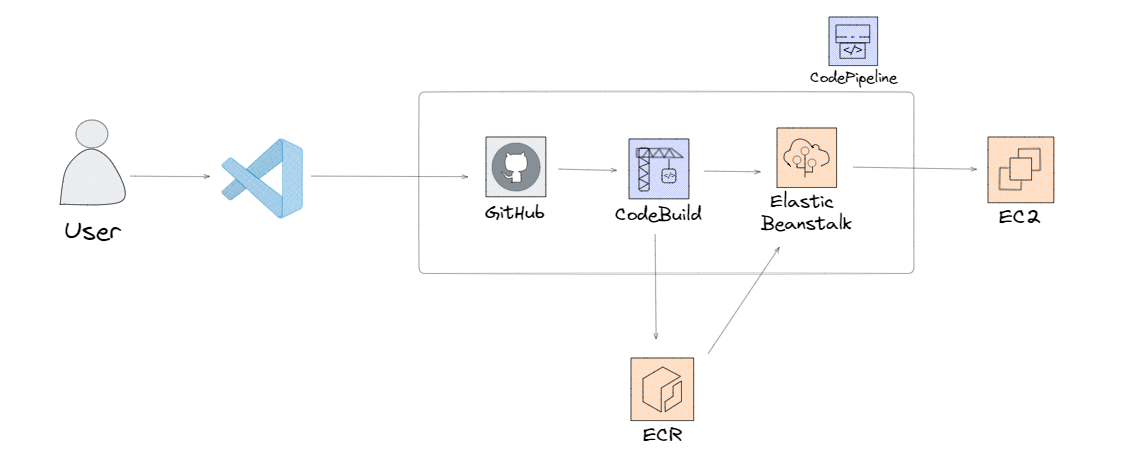 CodePipeline
User
GitHub
CodeBuild
Elastic
Beanstalk
EC2
ECR